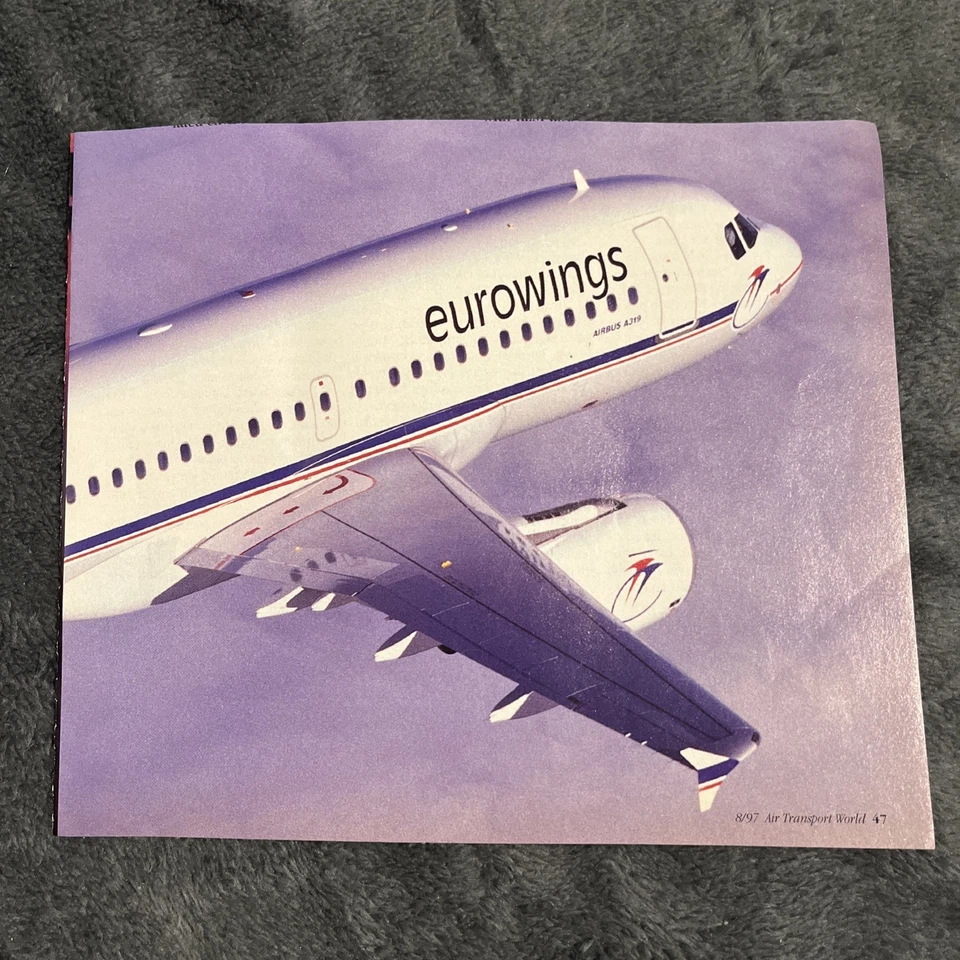 eurowings
AIRBUS A319
8/97 Air Transport World 47